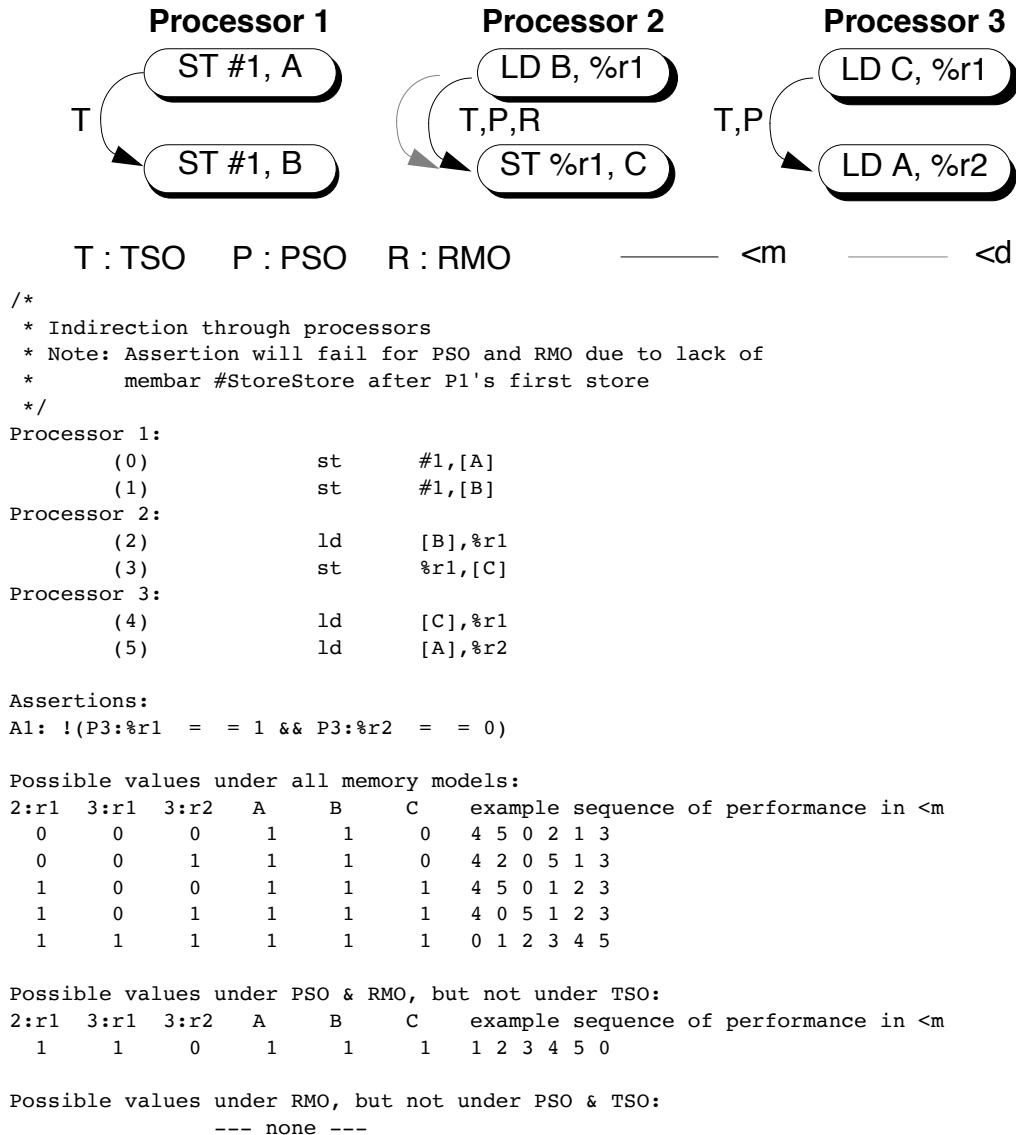 Processor 1 Processor 2 Processor 3
ST #1, A LD B, %r1 LD C, %r1
T T,P,R T,P
ST #1, B ST %r1, C LD A, %r2
T : TSO P : PSO R : RMO <m <d
/*
* Indirection through processors
* Note: Assertion will fail for PSO and RMO due to lack of
* membar #StoreStore after P1's first store
*/
Processor 1:
(0) st #1,[A]
(1) st #1,[B]
Processor 2:
(2) ld [B],%r1
(3) st %r1,[C]
Processor 3:
(4) ld [C],%r1
(5) ld [A],%r2
Assertions:
A1: !(P3:%r1 = = 1 && P3:%r2 = = 0)
Possible values under all memory models:
2:r1 3:r1 3:r2 A B C example sequence of performance in <m
0 0 0 1 1 0 4 5 0 2 1 3
0 0 1 1 1 0 4 2 0 5 1 3
1 0 0 1 1 1 4 5 0 1 2 3
1 0 1 1 1 1 4 0 5 1 2 3
1 1 1 1 1 1 0 1 2 3 4 5
Possible values under PSO & RMO, but not under TSO:
2:r1 3:r1 3:r2 A B C example sequence of performance in <m
1 1 0 1 1 1 1 2 3 4 5 0
Possible values under RMO, but not under PSO & TSO:
--- none ---